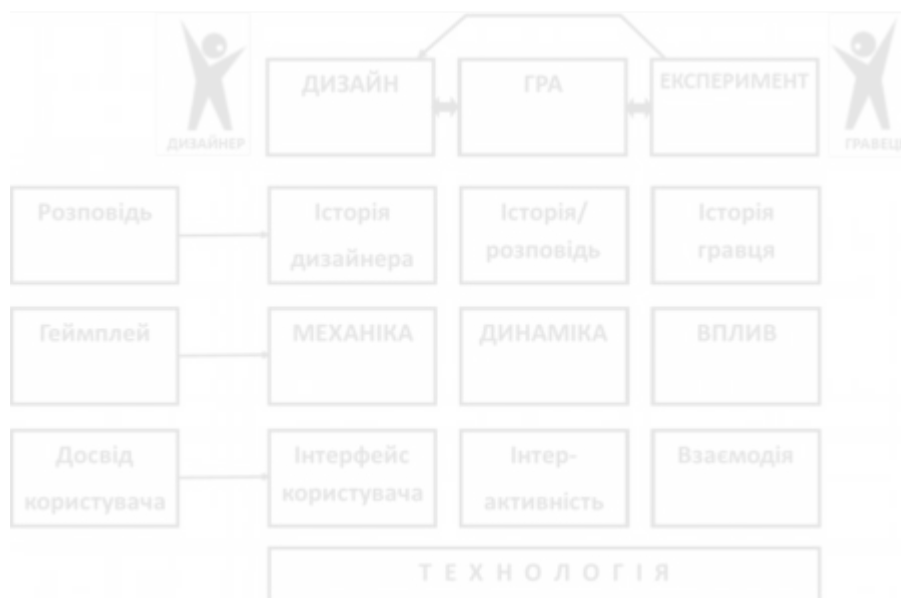 ДИЗАЙН
ГРА
ЕКСПЕРИМЕНТ
ДИЗАЙНЕР
ГРАВЕЦЬ
Розповідь
Історія
дизайнера
Історія/
розповідь
Історія
гравця
Геймплей
МЕХАНІКА
ДИНАМІКА
ВПЛИВ
Досвід
користувача
Інтерфейс
користувача
Інтер-
активність
Взаємодія
ТЕХНОЛОГІЯ